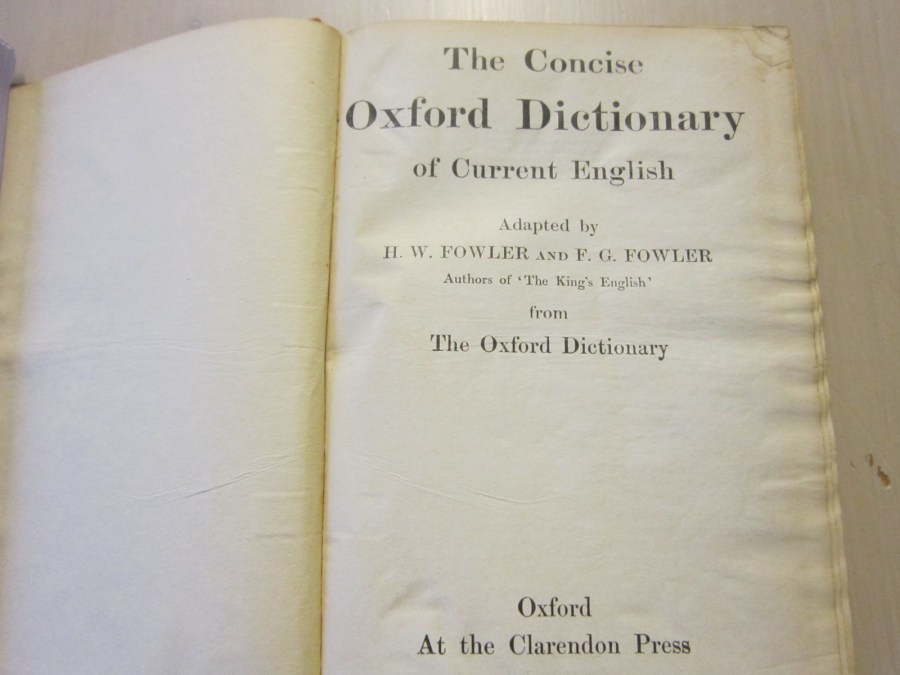 The Concise
Oxford Dictionary
of Current English
Adapted by
H. W. FOWLER AND F. G. FOWLER
Authors of ‘The King's English’
from
The Oxford Dictionary
Oxford
At the Clarendon Press